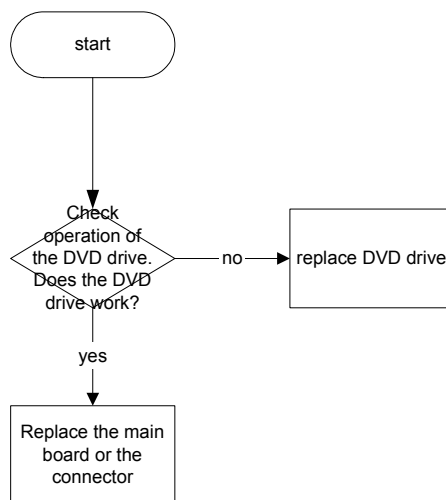 start
Check
operation of
the DVD drive.
Does the DVD
drive work?
no
replace DVD drive
yes
Replace the main
board or the
connector